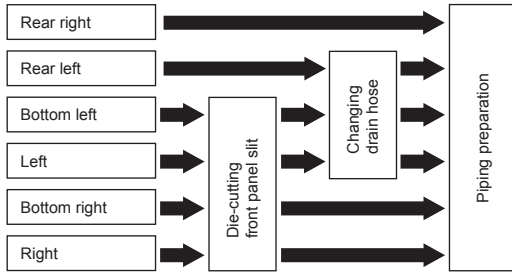 Rear right
Rear left
Bottom left
Left
Bottom right
Right
Die-cutting
front panel slit
Changing
drain hose
Piping preparation